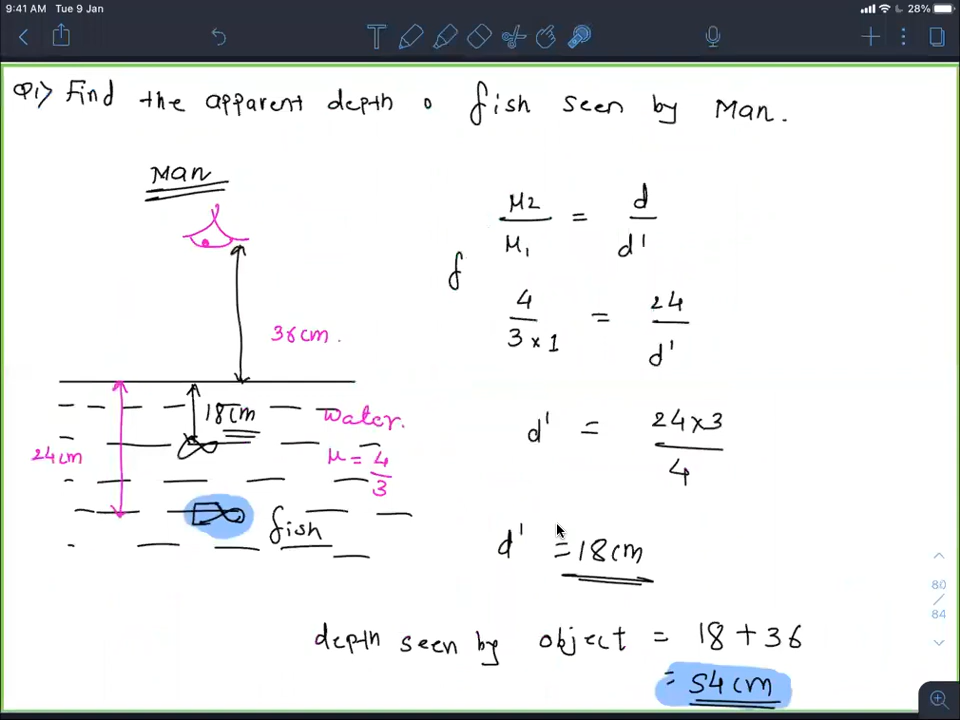 9:41 AM Tue 9 Jan
28%
T
Q1) Find the apparent depth o fish seen by Man.
Man
μ2/μ1 = d/d'
f
4/3×1 = 24/d'
36cm.
18cm
water.
d' = 24×3/4
24cm
μ = 4/3
fish
d' = 18cm
80/84
depth seen by object = 18+36
= 54cm